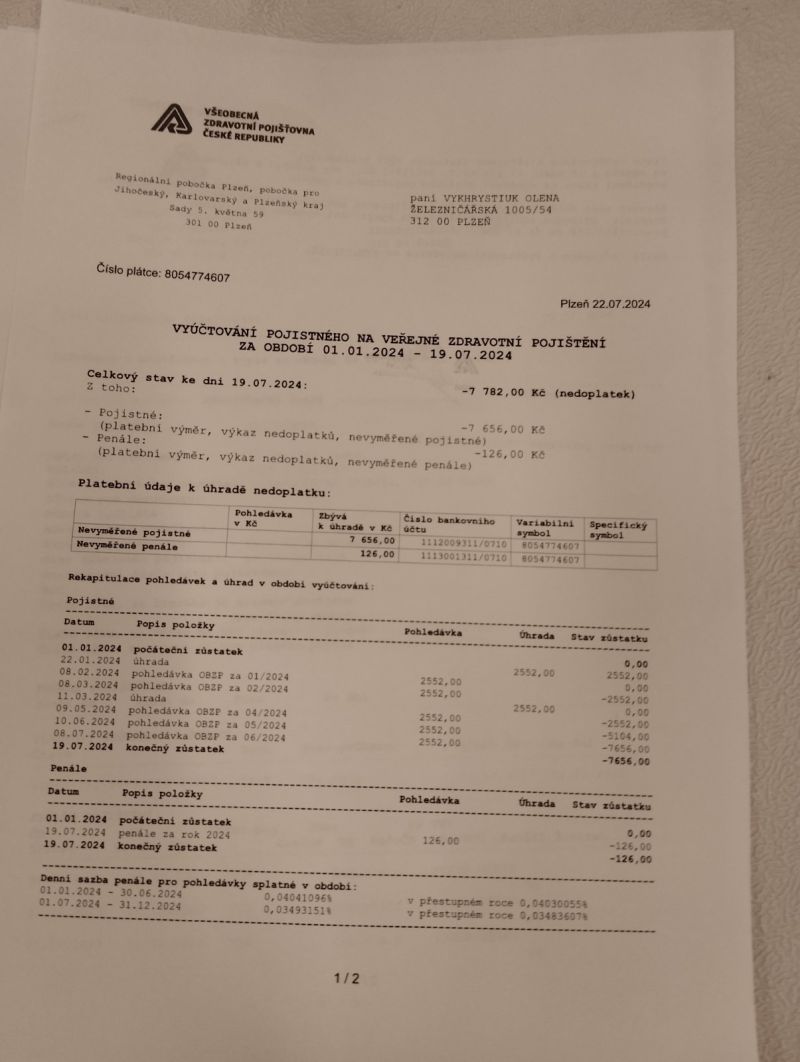 VŠEOBECNÁ
ZDRAVOTNÍ POJIŠŤOVNA
ČESKÉ REPUBLIKY
Regionální pobočka Plzeň, pobočka pro
Jihočeský, Karlovarský a Plzeňský kraj
Sady 5. května 59
301 00 Plzeň
paní VYKHRYSTIUK OLENA
ŽELEZNIČÁŘSKÁ 1005/54
312 00 PLZEŇ
Číslo plátce: 8054774607
Plzeň 22.07.2024
VYÚČTOVÁNÍ POJISTNÉHO NA VEŘEJNÉ ZDRAVOTNÍ POJIŠTĚNÍ
ZA OBDOBÍ 01.01.2024 - 19.07.2024
Celkový stav ke dni 19.07.2024: -7 782,00 Kč (nedoplatek)
Z toho:
- Pojistné: -7 656,00 Kč
(platební výměr, výkaz nedoplatků, nevyměřené pojistné)
- Penále: -126,00 Kč
(platební výměr, výkaz nedoplatků, nevyměřené penále)
Platební údaje k úhradě nedoplatku:
Pohledávka v Kč Zbývá k úhradě v Kč Číslo bankovního účtu Variabilní symbol Specifický symbol
Nevyměřené pojistné 7 656,00 1112009311/0710 8054774607
Nevyměřené penále 126,00 1113001311/0710 8054774607
Rekapitulace pohledávek a úhrad v období vyúčtování:
Pojistné
Datum Popis položky Pohledávka Úhrada Stav zůstatku
01.01.2024 počáteční zůstatek 0,00
22.01.2024 úhrada 2552,00 2552,00
08.02.2024 pohledávka OBZP za 01/2024 2552,00 0,00
08.03.2024 pohledávka OBZP za 02/2024 2552,00 -2552,00
11.03.2024 úhrada 2552,00 0,00
09.05.2024 pohledávka OBZP za 04/2024 2552,00 -2552,00
10.06.2024 pohledávka OBZP za 05/2024 2552,00 -5104,00
08.07.2024 pohledávka OBZP za 06/2024 2552,00 -7656,00
19.07.2024 konečný zůstatek -7656,00
Penále
Datum Popis položky Pohledávka Úhrada Stav zůstatku
01.01.2024 počáteční zůstatek 0,00
19.07.2024 penále za rok 2024 126,00 -126,00
19.07.2024 konečný zůstatek -126,00
Denní sazba penále pro pohledávky splatné v období:
01.01.2024 - 30.06.2024 0,04041096% v přestupném roce 0,04030055%
01.07.2024 - 31.12.2024 0,03493151% v přestupném roce 0,03483607%
1/2